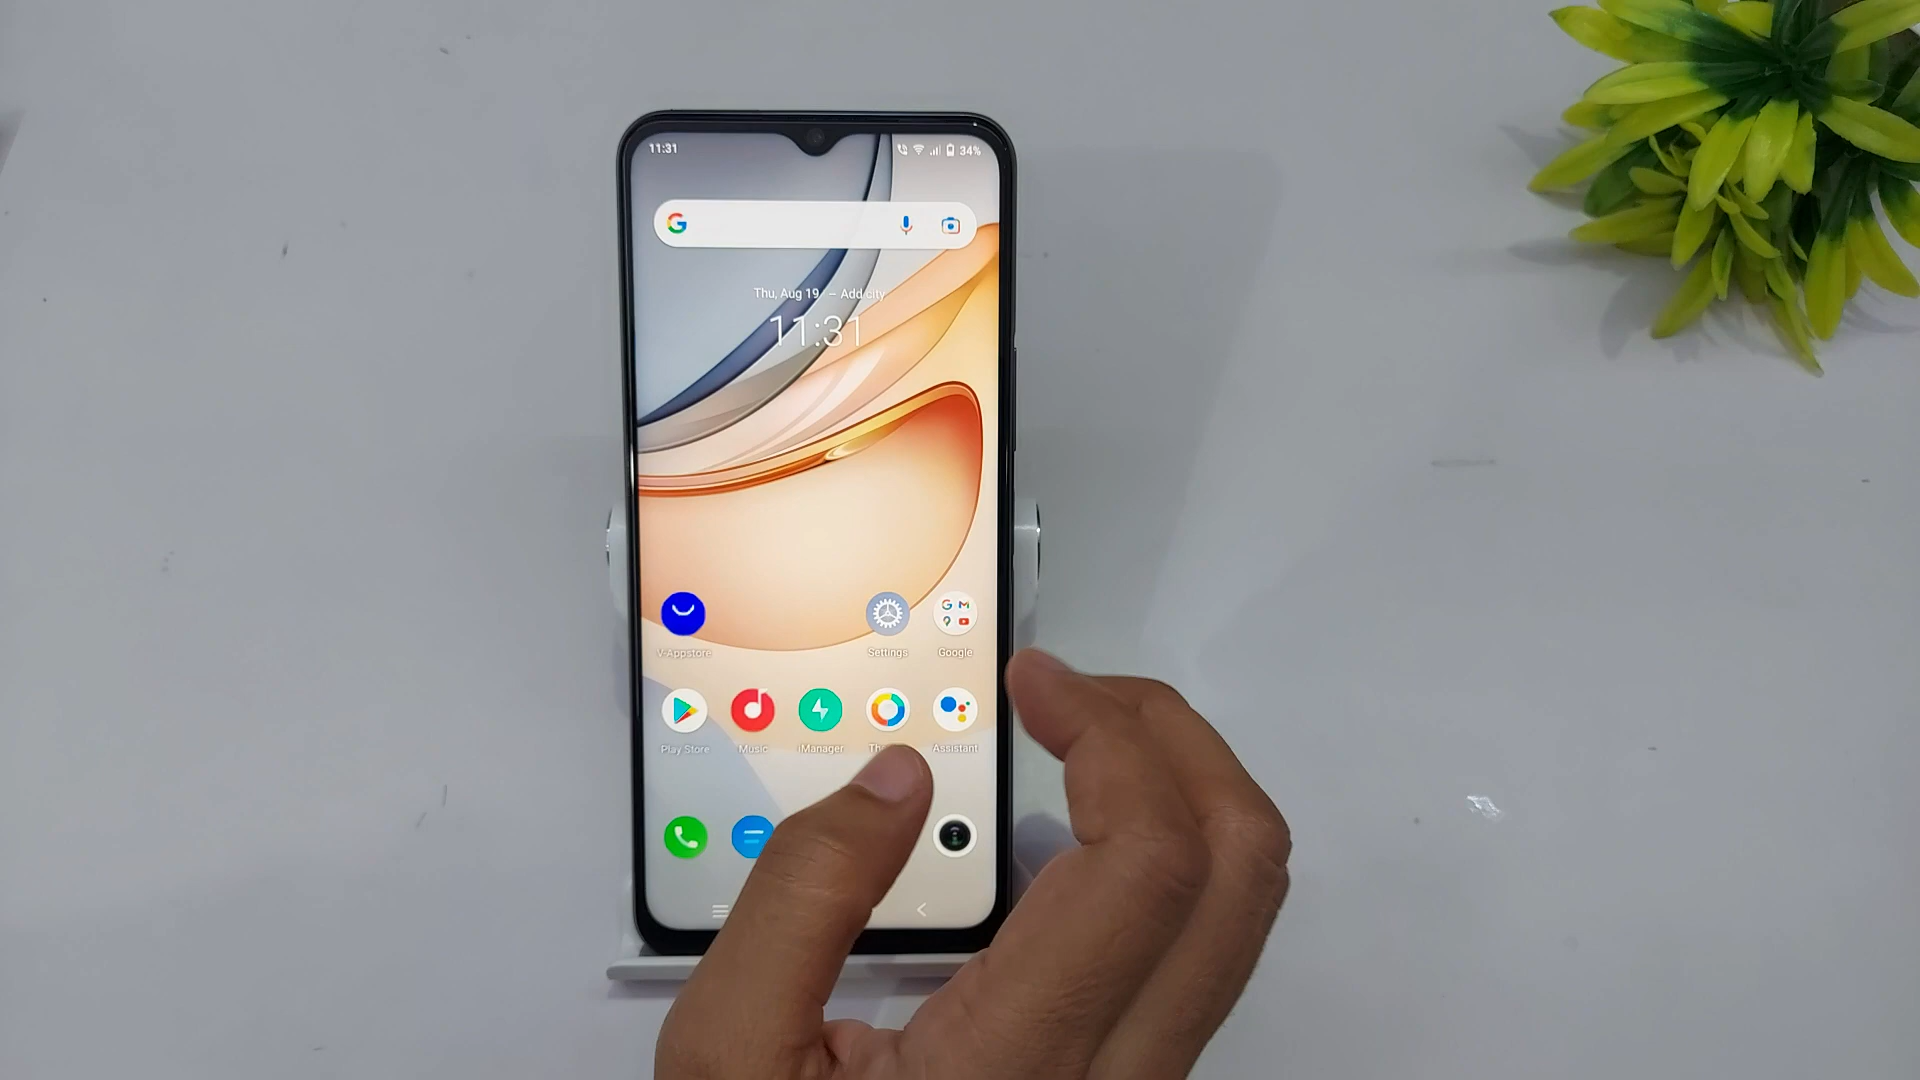 11:31 34%
Thu, Aug 19 – Add city
11:31
V-Appstore Settings Google
Play Store Music iManager Assistant